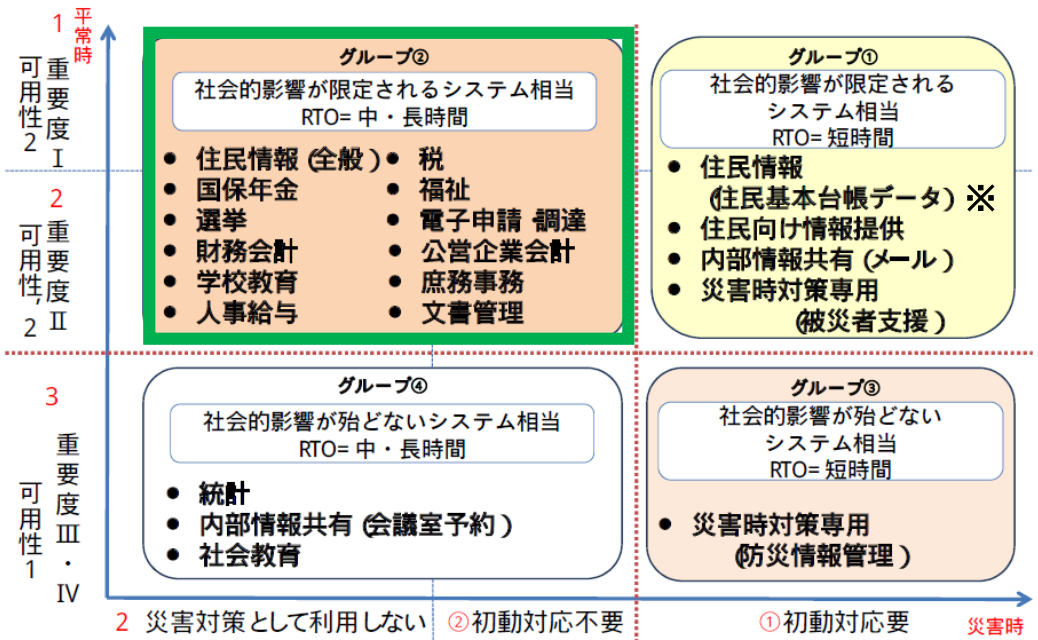 1 平常時
重要度Ⅰ
可用性2
2
重要度Ⅱ
可用性,2
3
重要度Ⅲ・Ⅳ
可用性1
グループ②
社会的影響が限定されるシステム相当
RTO= 中・長時間
● 住民情報 (全般) ● 税
● 国保年金 ● 福祉
● 選挙 ● 電子申請・調達
● 財務会計 ● 公営企業会計
● 学校教育 ● 庶務事務
● 人事給与 ● 文書管理
グループ①
社会的影響が限定される
システム相当
RTO= 短時間
● 住民情報
(住民基本台帳データ) ※
● 住民向け情報提供
● 内部情報共有 (メール)
● 災害時対策専用
(被災者支援)
グループ④
社会的影響が殆どないシステム相当
RTO= 中・長時間
● 統計
● 内部情報共有 (会議室予約)
● 社会教育
グループ③
社会的影響が殆どない
システム相当
RTO= 短時間
● 災害時対策専用
(防災情報管理)
2 災害対策として利用しない
②初動対応不要
①初動対応要
災害時